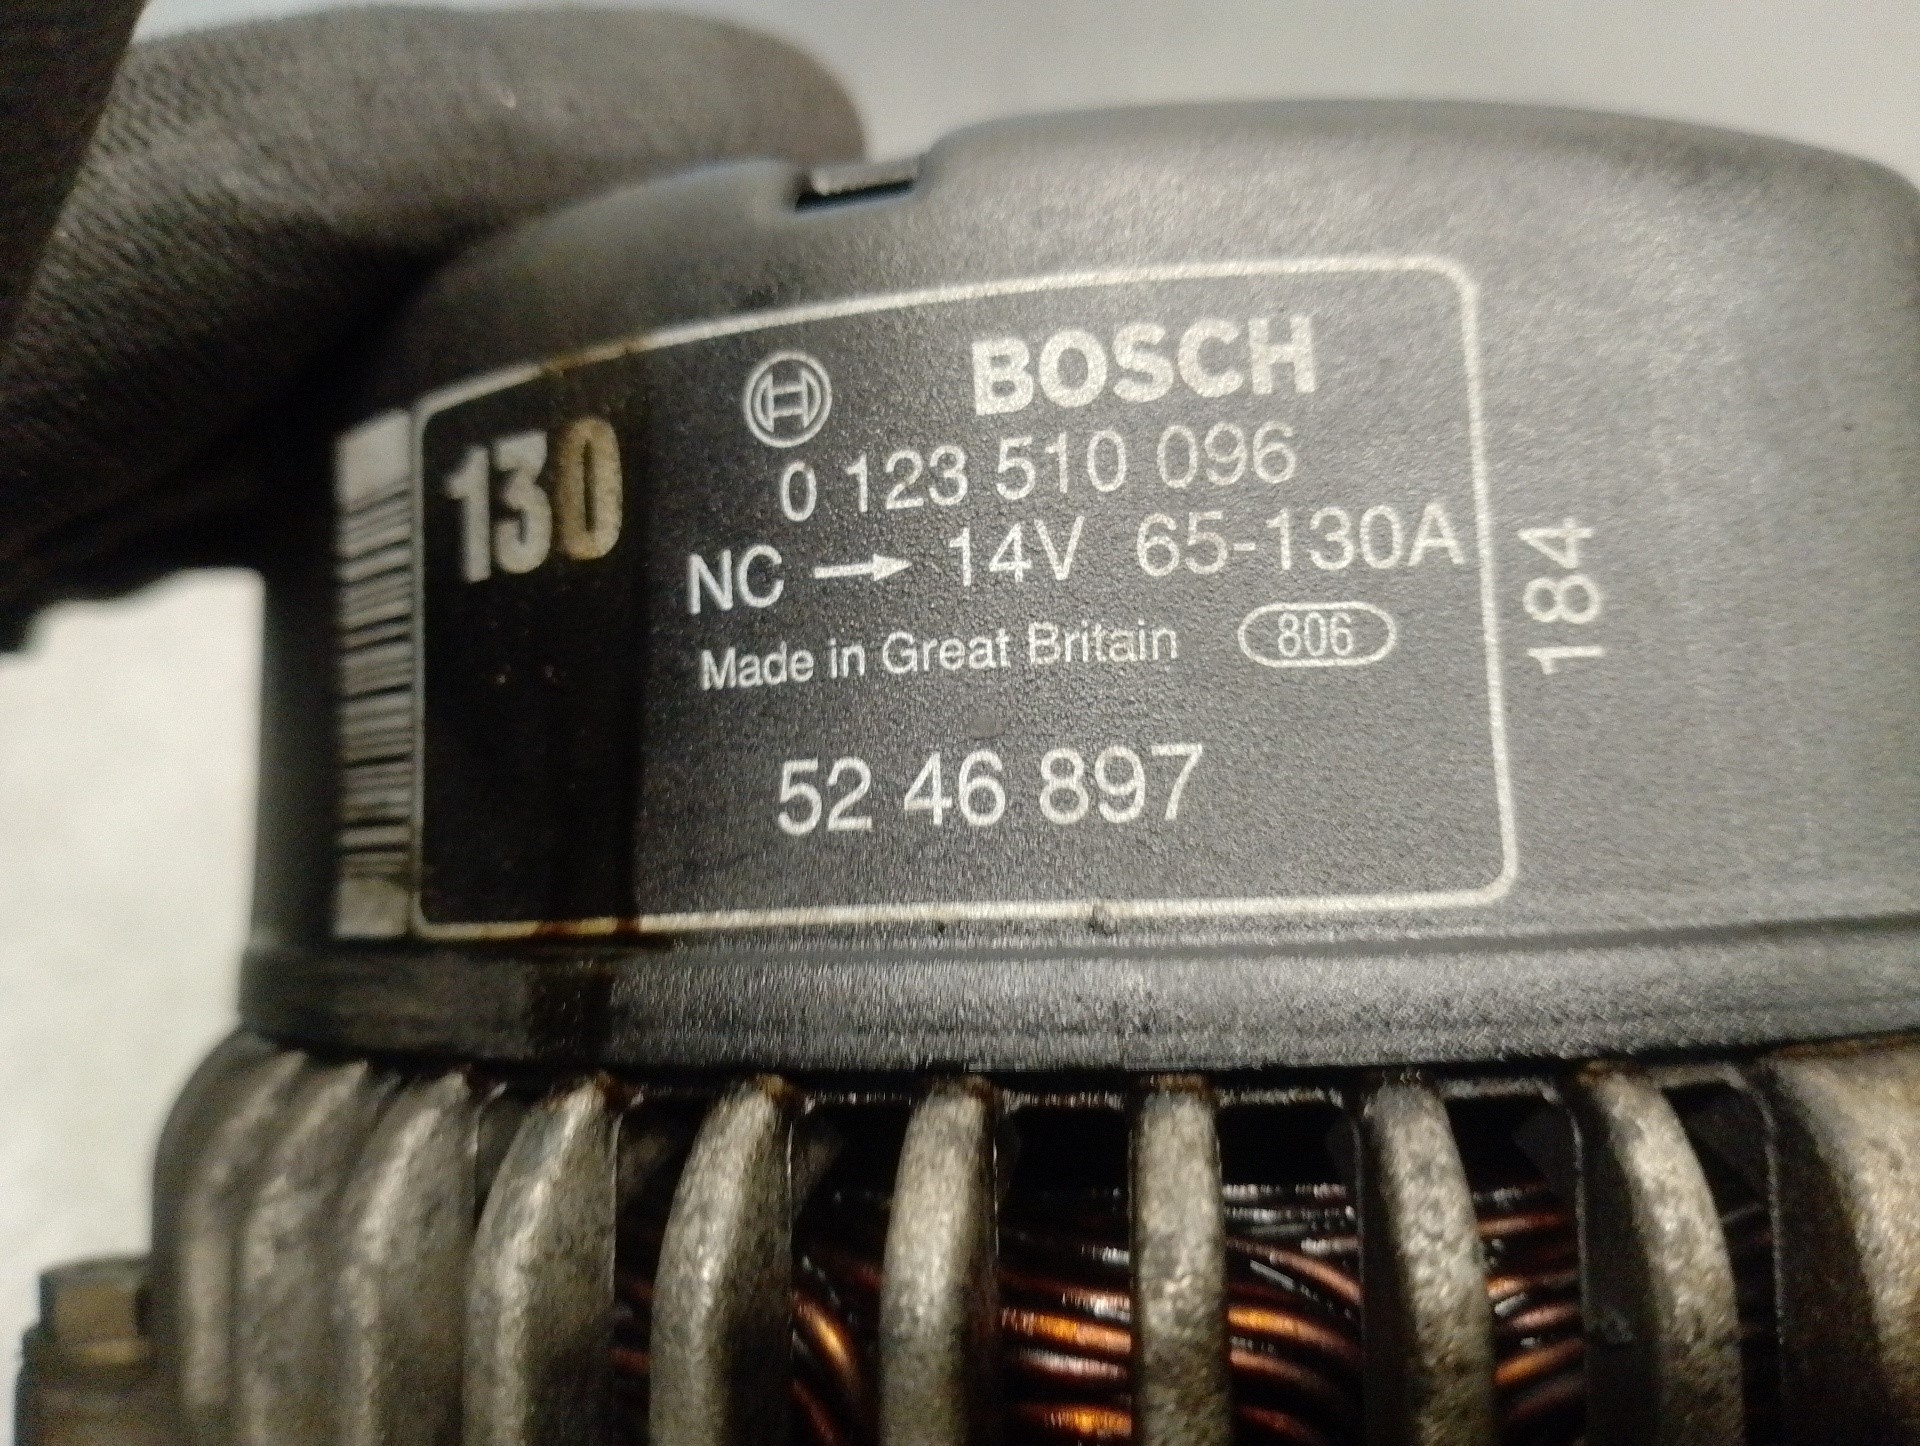 BOSCH
130
0 123 510 096
NC → 14V 65-130A
Made in Great Britain 806
52 46 897
184